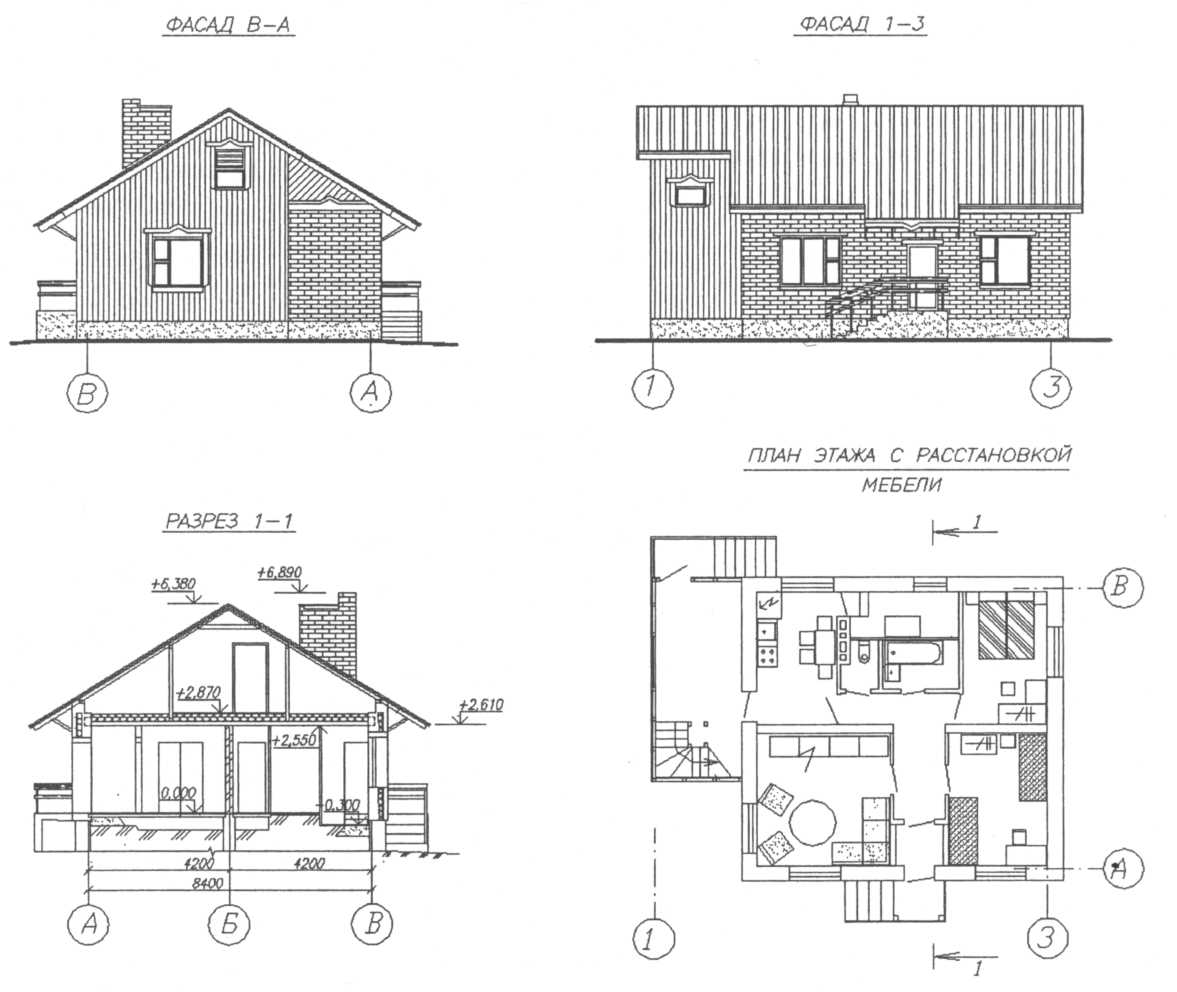 ФАСАД В-А
ФАСАД 1-3
В
А
1
3
ПЛАН ЭТАЖА С РАССТАНОВКОЙ
МЕБЕЛИ
РАЗРЕЗ 1-1
+6,380
+6,890
+2,870
+2,610
+2,550
0,000
0,300
4200
4200
8400
А
Б
В
1
В
А
1
3
1